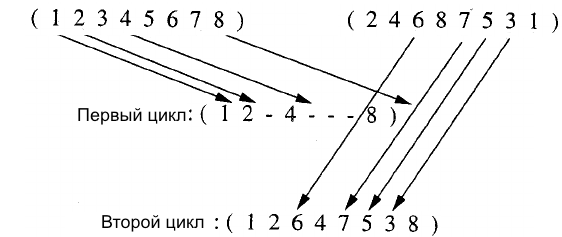 ( 1 2 3 4 5 6 7 8 ) ( 2 4 6 8 7 5 3 1 )
Первый цикл: ( 1 2 - 4 - - - 8 )
Второй цикл : ( 1 2 6 4 7 5 3 8 )